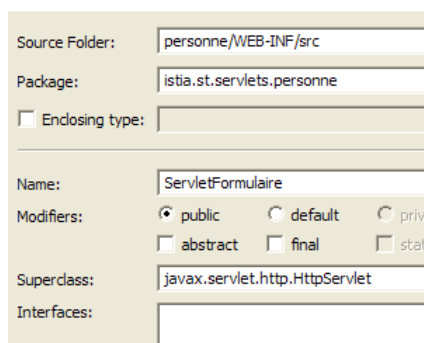 Source Folder: personne/WEB-INF/src
Package: istia.st.servlets.personne
Enclosing type:
Name: ServletFormulaire
Modifiers: public default
abstract final
Superclass: javax.servlet.http.HttpServlet
Interfaces: